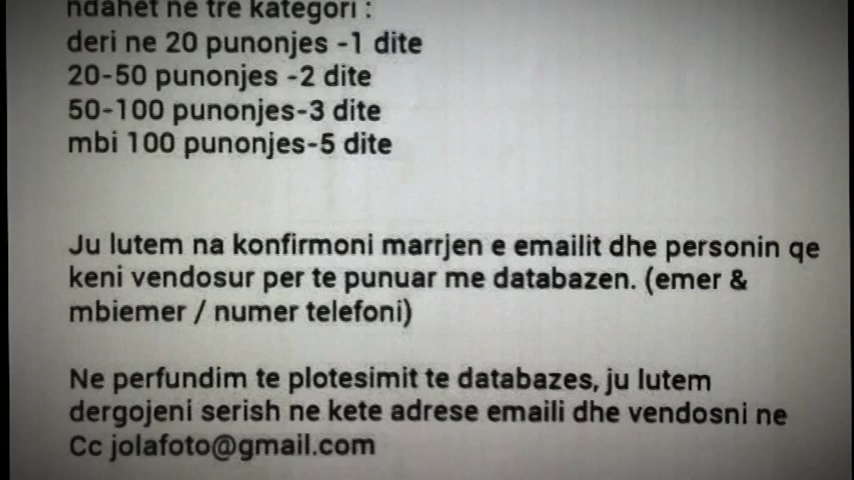 ndahet ne tre kategori :
deri ne 20 punonjes -1 dite
20-50 punonjes -2 dite
50-100 punonjes-3 dite
mbi 100 punonjes-5 dite
Ju lutem na konfirmoni marrjen e emailit dhe personin qe
keni vendosur per te punuar me databazen. (emer &
mbiemer / numer telefoni)
Ne perfundim te plotesimit te databazes, ju lutem
dergojeni serish ne kete adrese emaili dhe vendosni ne
Cc jolafoto@gmail.com